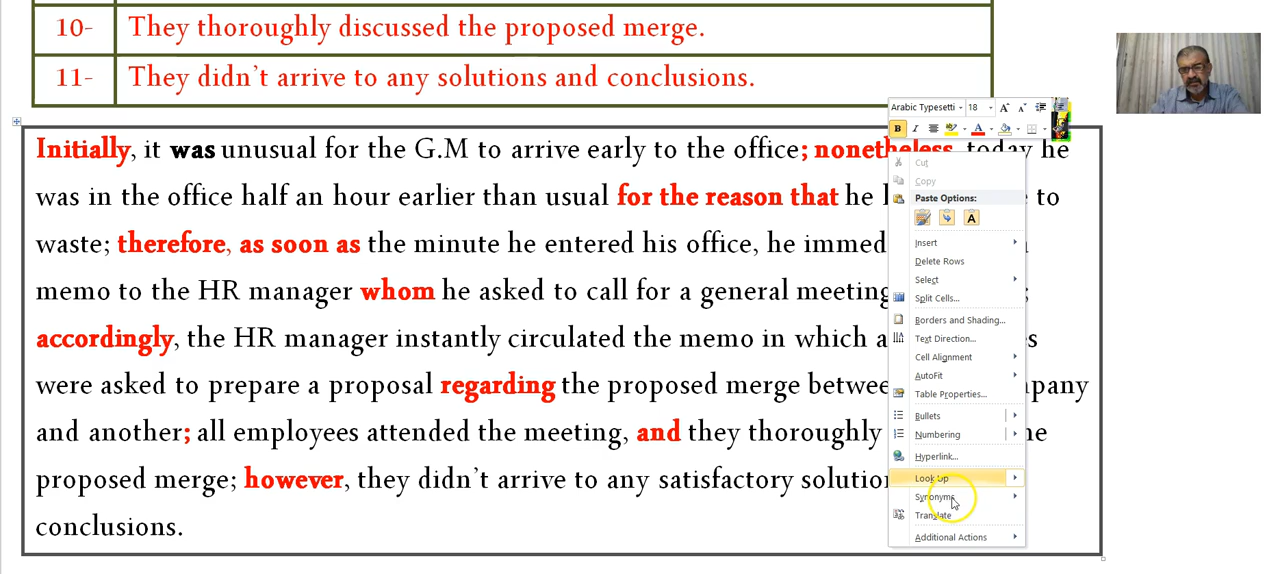 10- They thoroughly discussed the proposed merge.
11- They didn't arrive to any solutions and conclusions.
Arabic Typesetti 18
Initially, it was unusual for the G.M to arrive early to the office; nonetheless, today he
was in the office half an hour earlier than usual for the reason that he to
waste; therefore, as soon as the minute he entered his office, he
memo to the HR manager whom he asked to call for a general meeting
accordingly, the HR manager instantly circulated the memo in which
were asked to prepare a proposal regarding the proposed merge
and another; all employees attended the meeting, and they thoroughly
proposed merge; however, they didn't arrive to any satisfactory
conclusions.
Cut
Copy
Paste Options:
Insert
Delete Rows
Select
Split Cells...
Borders and Shading...
Text Direction...
Cell Alignment
AutoFit
Table Properties...
Bullets
Numbering
Hyperlink...
Look Up
Synonyms
Translate
Additional Actions